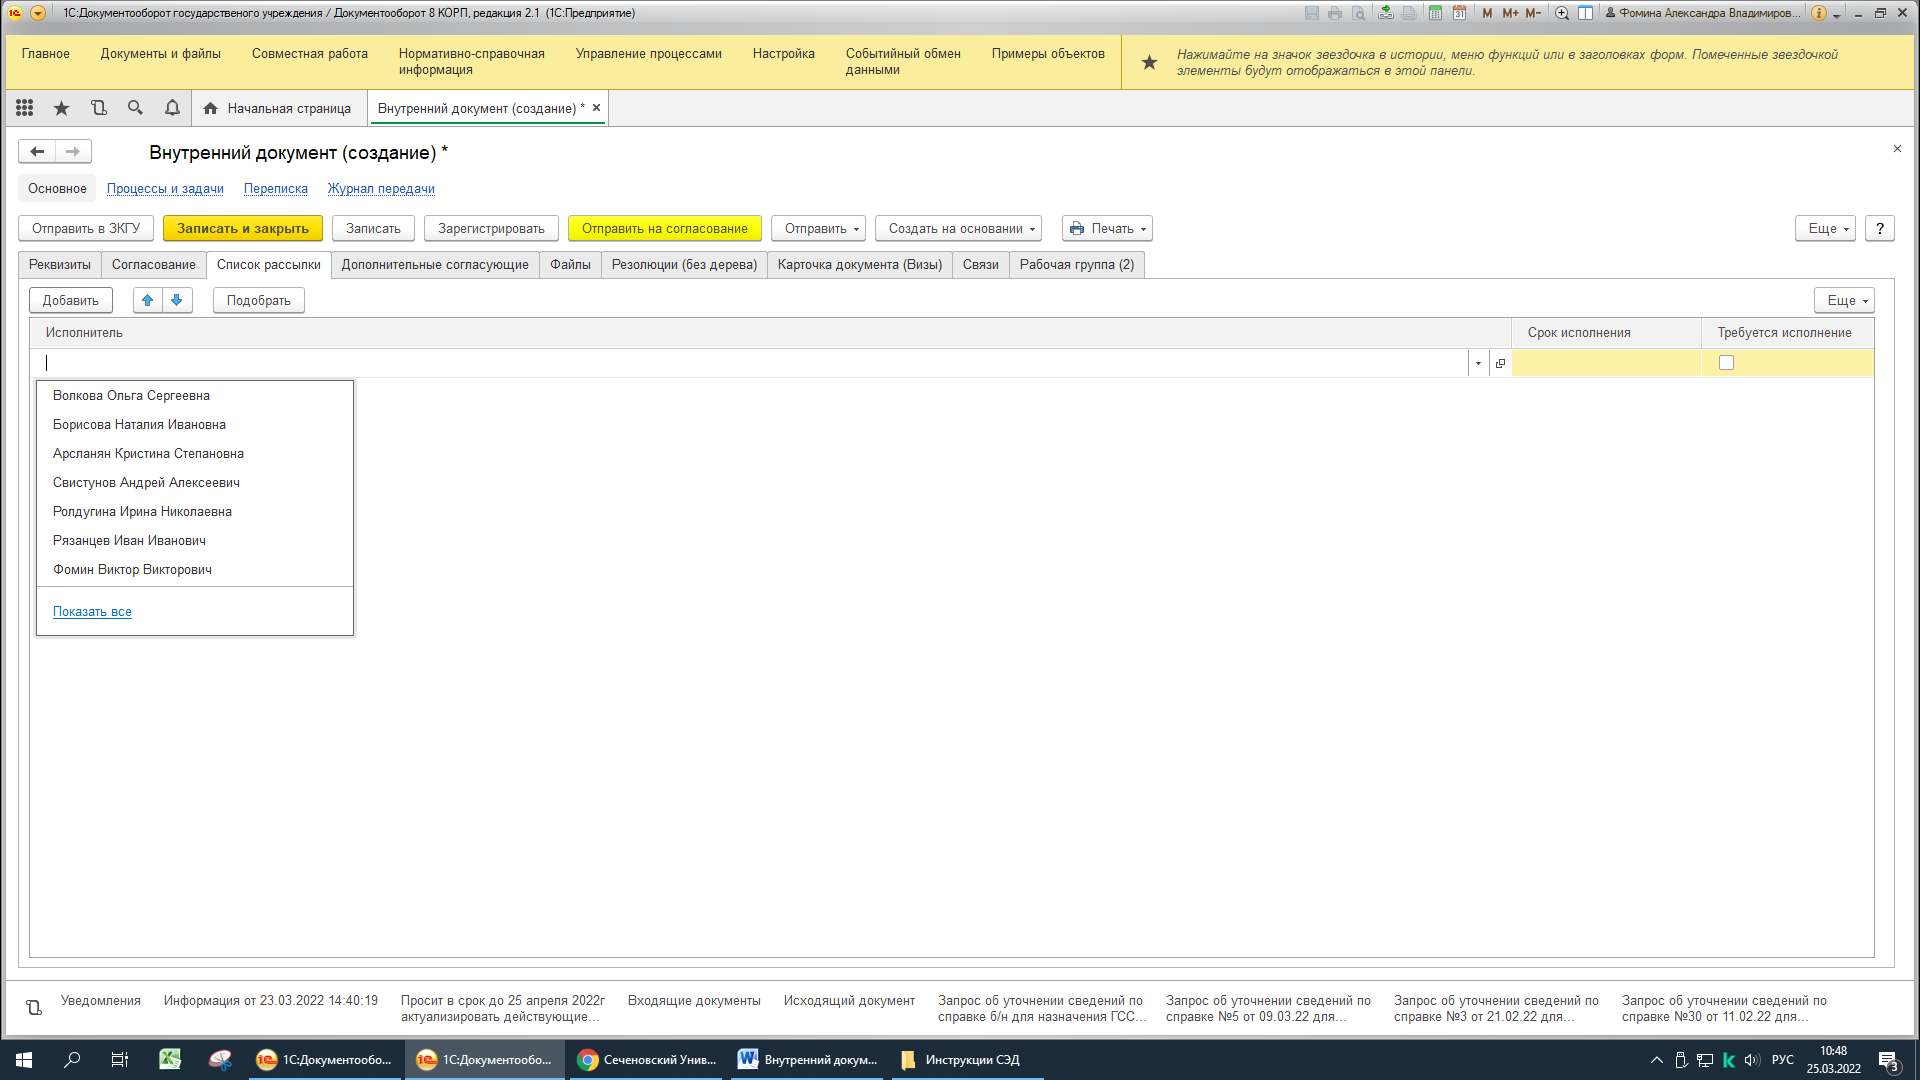 1С:Документооборот государственого учреждения / Документооборот 8 КОРП, редакция 2.1 (1С:Предприятие)
31
M M+ M-
Фомина Александра Владимиров...
Главное
Документы и файлы
Совместная работа
Нормативно-справочная
информация
Управление процессами
Настройка
Событийный обмен
данными
Примеры объектов
Нажимайте на значок звездочка в истории, меню функций или в заголовках форм. Помеченные звездочкой
элементы будут отображаться в этой панели.
Начальная страница
Внутренний документ (создание) * ×
Внутренний документ (создание) *
Основное
Процессы и задачи
Переписка
Журнал передачи
Отправить в ЗКГУ
Записать и закрыть
Записать
Зарегистрировать
Отправить на согласование
Отправить
Создать на основании
Печать
Еще
?
Реквизиты
Согласование
Список рассылки
Дополнительные согласующие
Файлы
Резолюции (без дерева)
Карточка документа (Визы)
Связи
Рабочая группа (2)
Добавить
Подобрать
Еще
Исполнитель
Срок исполнения
Требуется исполнение
Волкова Ольга Сергеевна
Борисова Наталия Ивановна
Арсланян Кристина Степановна
Свистунов Андрей Алексеевич
Ролдугина Ирина Николаевна
Рязанцев Иван Иванович
Фомин Виктор Викторович
Показать все
Уведомления
Информация от 23.03.2022 14:40:19
Просит в срок до 25 апреля 2022г
актуализировать действующие...
Входящие документы
Исходящий документ
Запрос об уточнении сведений по
справке б/н для назначения ГСС...
Запрос об уточнении сведений по
справке №5 от 09.03.22 для...
Запрос об уточнении сведений по
справке №3 от 21.02.22 для...
Запрос об уточнении сведений по
справке №30 от 11.02.22 для...
1С:Документообо...
1С:Документообо...
Сеченовский Унив...
Внутренний докум...
Инструкции СЭД
РУС
10:48
25.03.2022
3